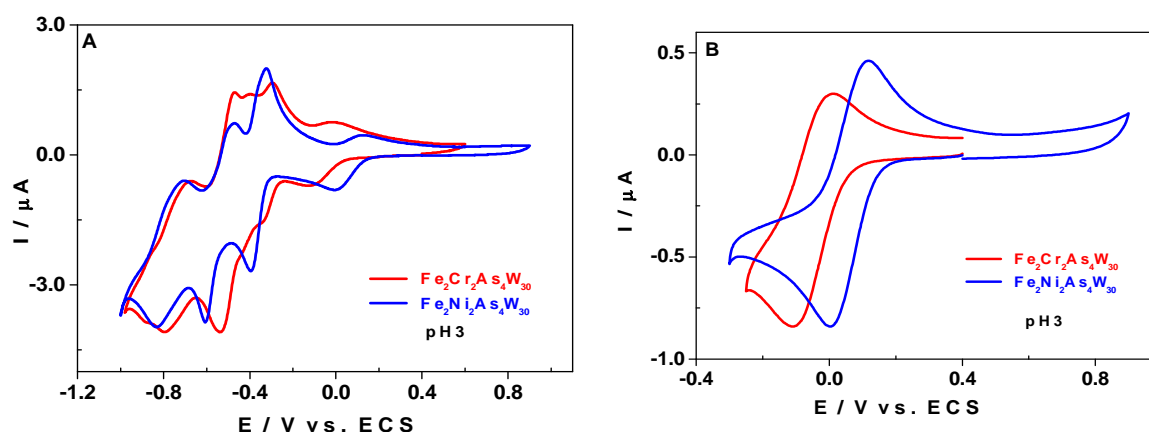 A
3.0
0.0
-3.0
I / μA
-1.2
-0.8
-0.4
0.0
0.4
0.8
E / V vs. ECS
Fe₂Cr₂As₄W₃₀
Fe₂Ni₂As₄W₃₀
pH3
B
0.5
0.0
-0.5
-1.0
I / μA
-0.4
0.0
0.4
0.8
E / V vs. ECS
Fe₂Cr₂As₄W₃₀
Fe₂Ni₂As₄W₃₀
pH3